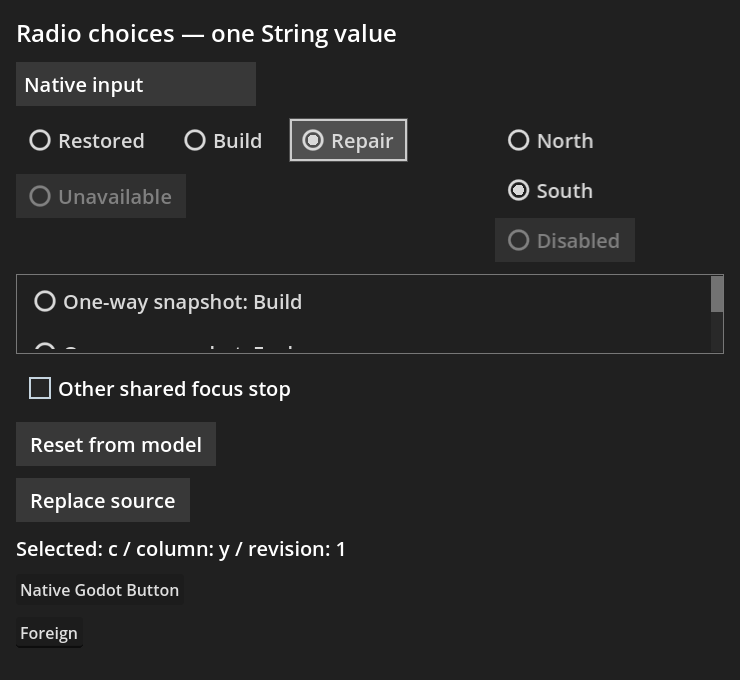 Radio choices — one String value
Native input
Restored Build Repair North
Unavailable South
Disabled
One-way snapshot: Build
Other shared focus stop
Reset from model
Replace source
Selected: c / column: y / revision: 1
Native Godot Button
Foreign